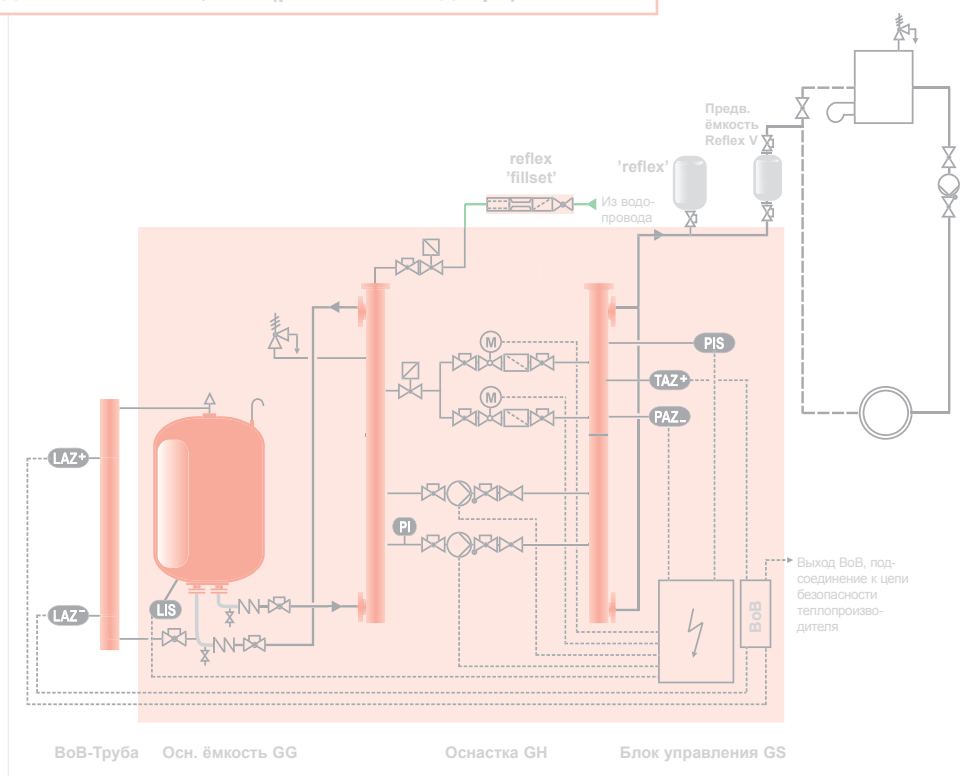 Предв.
ёмкость
Reflex V
reflex
'fillset'
'reflex'
Из водо-
провода
M
PIS
TAZ+
M
PAZ–
LAZ+
PI
LIS
LAZ–
BoB
Выход BoB, под-
соединение к цепи
безопасности
теплопроизво-
дителя
BoB-Труба
Осн. ёмкость GG
Оснастка GH
Блок управления GS